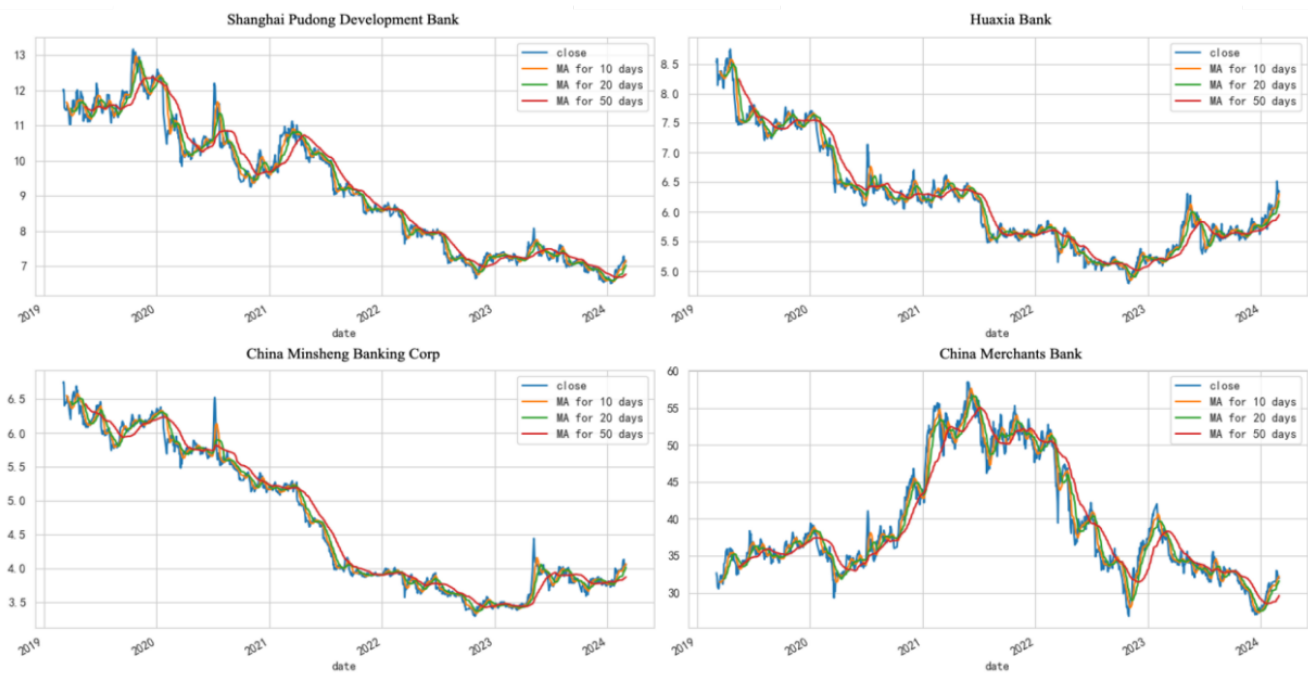 Shanghai Pudong Development Bank
13
12
11
10
9
8
7
close
MA for 10 days
MA for 20 days
MA for 50 days
2019
2020
2021
2022
2023
2024
date
Huaxia Bank
8.5
8.0
7.5
7.0
6.5
6.0
5.5
5.0
close
MA for 10 days
MA for 20 days
MA for 50 days
2019
2020
2021
2022
2023
2024
date
China Minsheng Banking Corp
6.5
6.0
5.5
5.0
4.5
4.0
3.5
close
MA for 10 days
MA for 20 days
MA for 50 days
2019
2020
2021
2022
2023
2024
date
China Merchants Bank
60
55
50
45
40
35
30
close
MA for 10 days
MA for 20 days
MA for 50 days
2019
2020
2021
2022
2023
2024
date